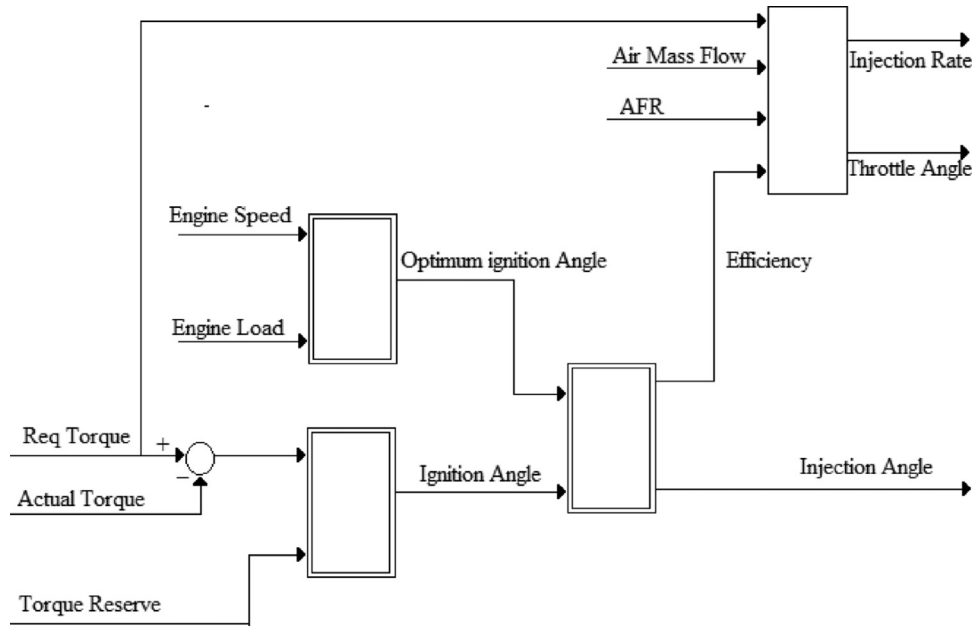 Air Mass Flow
Injection Rate
AFR
Throttle Angle
Engine Speed
Optimum ignition Angle
Efficiency
Engine Load
Req Torque
+
−
Ignition Angle
Injection Angle
Actual Torque
Torque Reserve